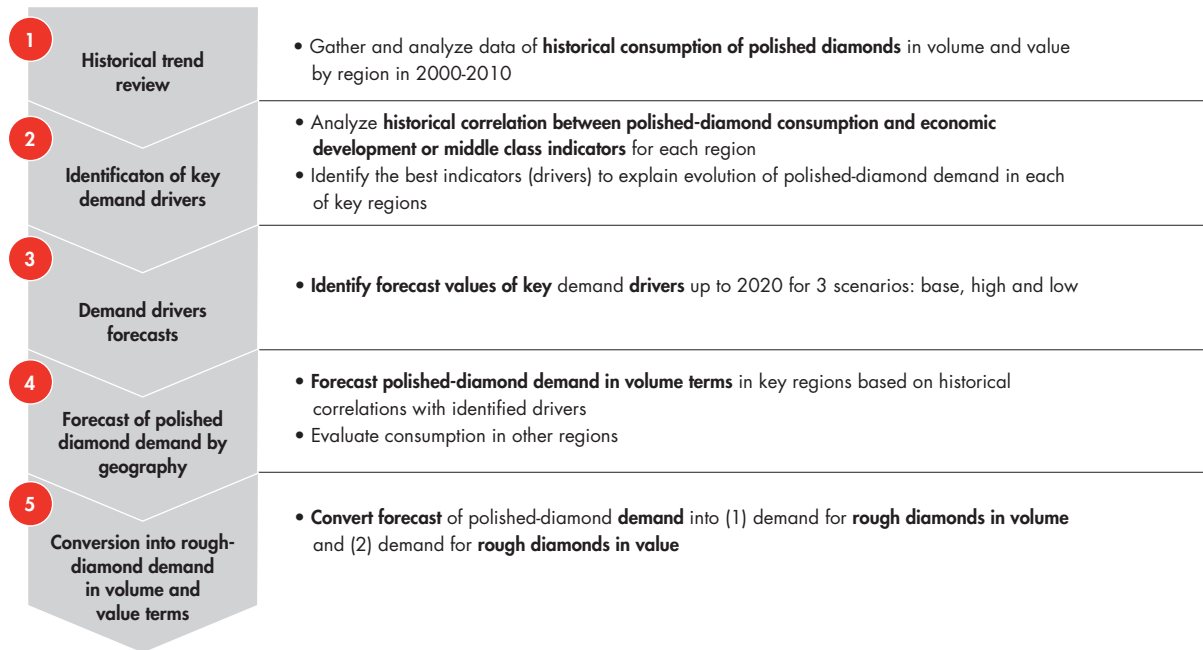 1
Historical trend
review
• Gather and analyze data of historical consumption of polished diamonds in volume and value
by region in 2000-2010
2
Identificaton of key
demand drivers
• Analyze historical correlation between polished-diamond consumption and economic
development or middle class indicators for each region
• Identify the best indicators (drivers) to explain evolution of polished-diamond demand in each
of key regions
3
Demand drivers
forecasts
• Identify forecast values of key demand drivers up to 2020 for 3 scenarios: base, high and low
4
Forecast of polished
diamond demand by
geography
• Forecast polished-diamond demand in volume terms in key regions based on historical
correlations with identified drivers
• Evaluate consumption in other regions
5
Conversion into rough-
diamond demand
in volume and
value terms
• Convert forecast of polished-diamond demand into (1) demand for rough diamonds in volume
and (2) demand for rough diamonds in value